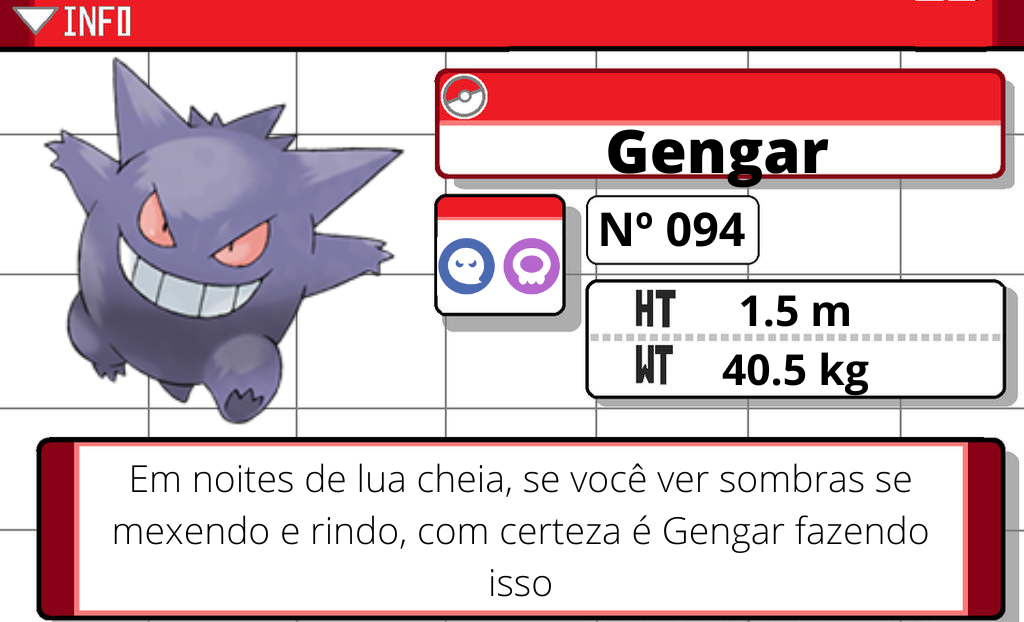 INFO
Gengar
Nº 094
HT 1.5 m
WT 40.5 kg
Em noites de lua cheia, se você ver sombras se
mexendo e rindo, com certeza é Gengar fazendo
isso